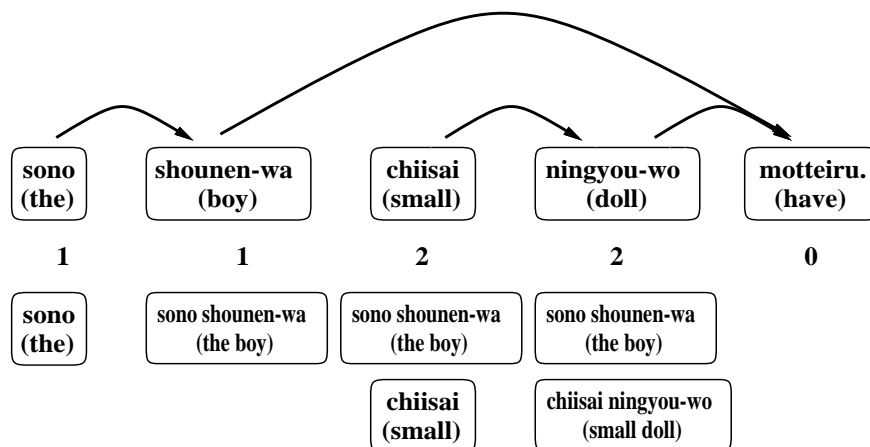 sono
(the)
shounen-wa
(boy)
chiisai
(small)
ningyou-wo
(doll)
motteiru.
(have)
1 1 2 2 0
sono
(the)
sono shounen-wa
(the boy)
sono shounen-wa
(the boy)
sono shounen-wa
(the boy)
chiisai
(small)
chiisai ningyou-wo
(small doll)